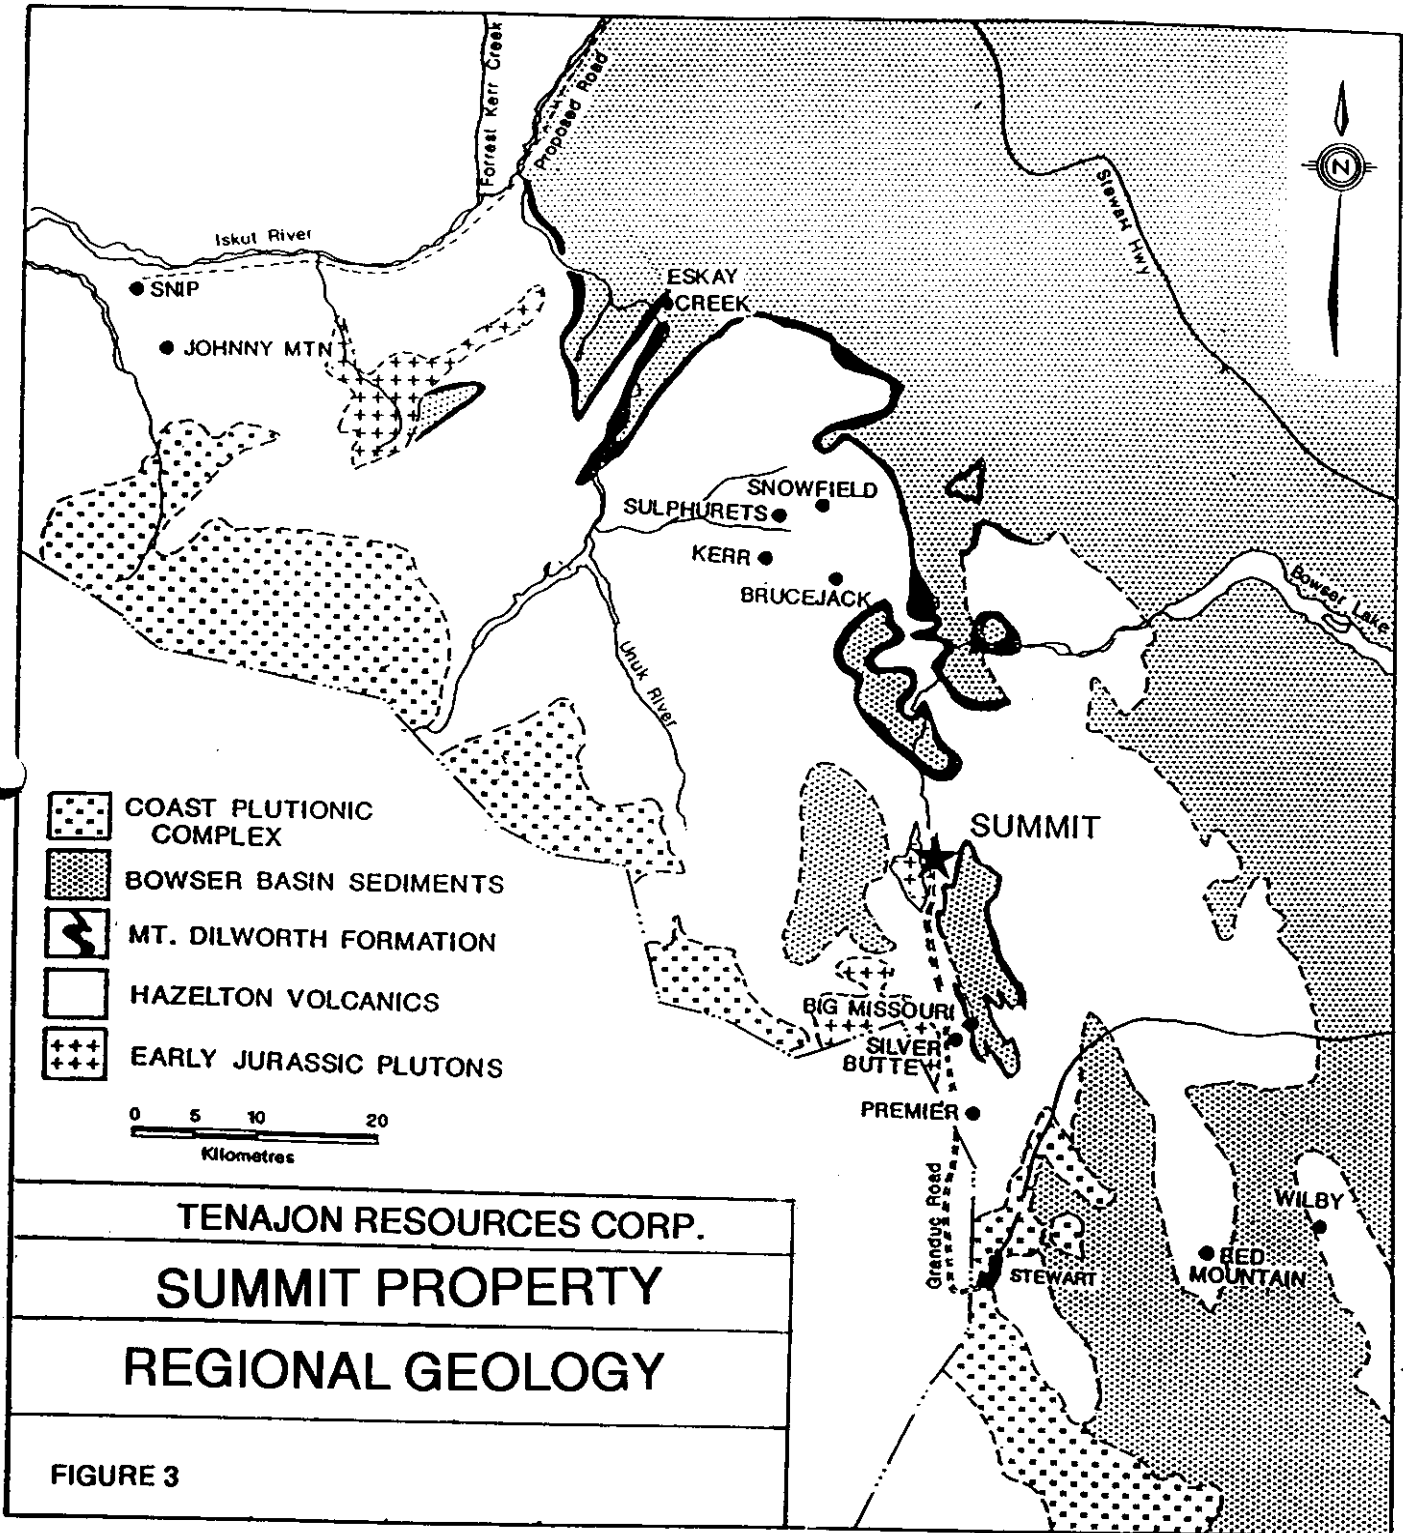 Forrest Kerr Creek
Proposed Road
Stewart Hwy
N
Iskut River
SNIP
ESKAY
CREEK
JOHNNY MTN
SNOWFIELD
SULPHURETS
KERR
BRUCEJACK
Bowser Lake
Unuk River
SUMMIT
COAST PLUTIONIC
COMPLEX
BOWSER BASIN SEDIMENTS
MT. DILWORTH FORMATION
HAZELTON VOLCANICS
EARLY JURASSIC PLUTONS
0 5 10 20
Kilometres
BIG MISSOURI
SILVER
BUTTE
PREMIER
Granduc Road
STEWART
WILBY
RED
MOUNTAIN
TENAJON RESOURCES CORP.
SUMMIT PROPERTY
REGIONAL GEOLOGY
FIGURE 3